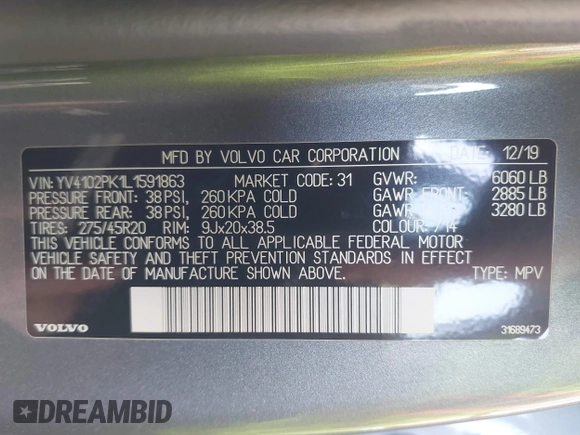 MFD BY VOLVO CAR CORPORATION DATE: 12/19
VIN: YV4102PK1L1591863 MARKET CODE: 31 GVWR: 6060 LB
PRESSURE FRONT: 38 PSI, 260 KPA COLD GAWR FRONT: 2885 LB
PRESSURE REAR: 38 PSI, 260 KPA COLD GAWR REAR: 3280 LB
TIRES: 275/45R20 RIM: 9Jx20x38.5 COLOUR: 714
THIS VEHICLE CONFORMS TO ALL APPLICABLE FEDERAL MOTOR
VEHICLE SAFETY AND THEFT PREVENTION STANDARDS IN EFFECT
ON THE DATE OF MANUFACTURE SHOWN ABOVE. TYPE: MPV
VOLVO 31689473
DREAMBID